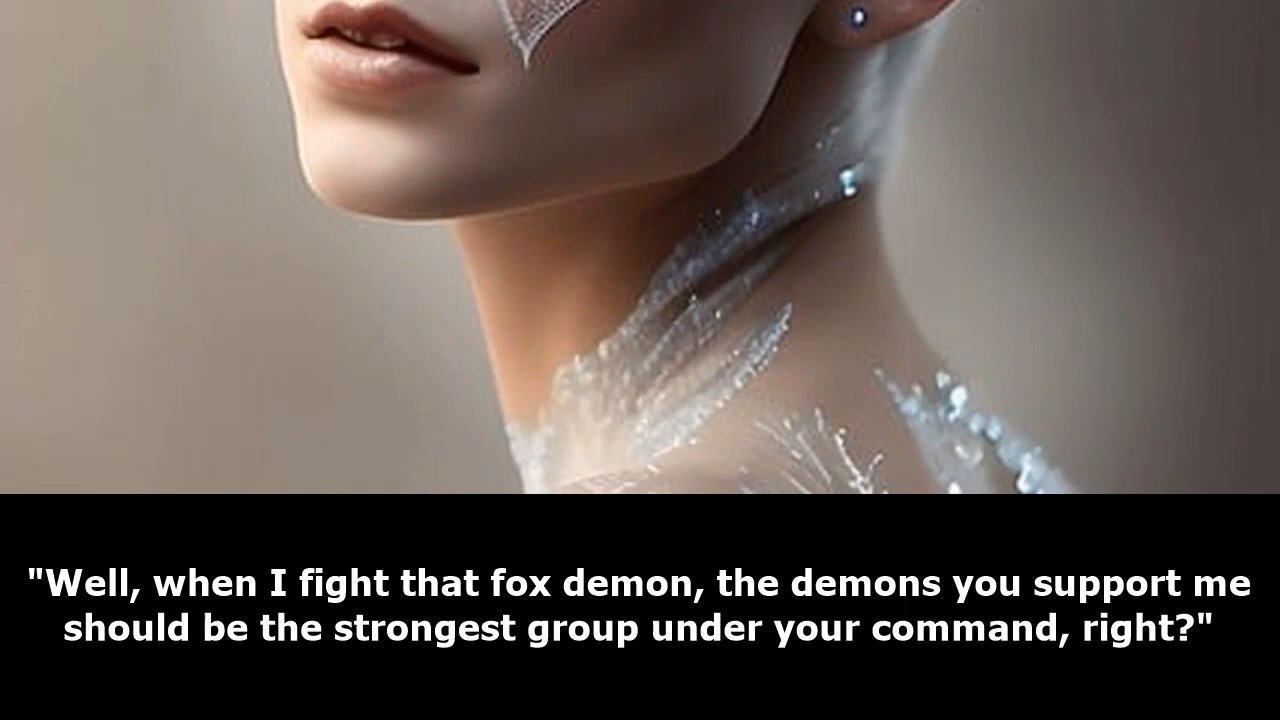 "Well, when I fight that fox demon, the demons you support me
should be the strongest group under your command, right?"